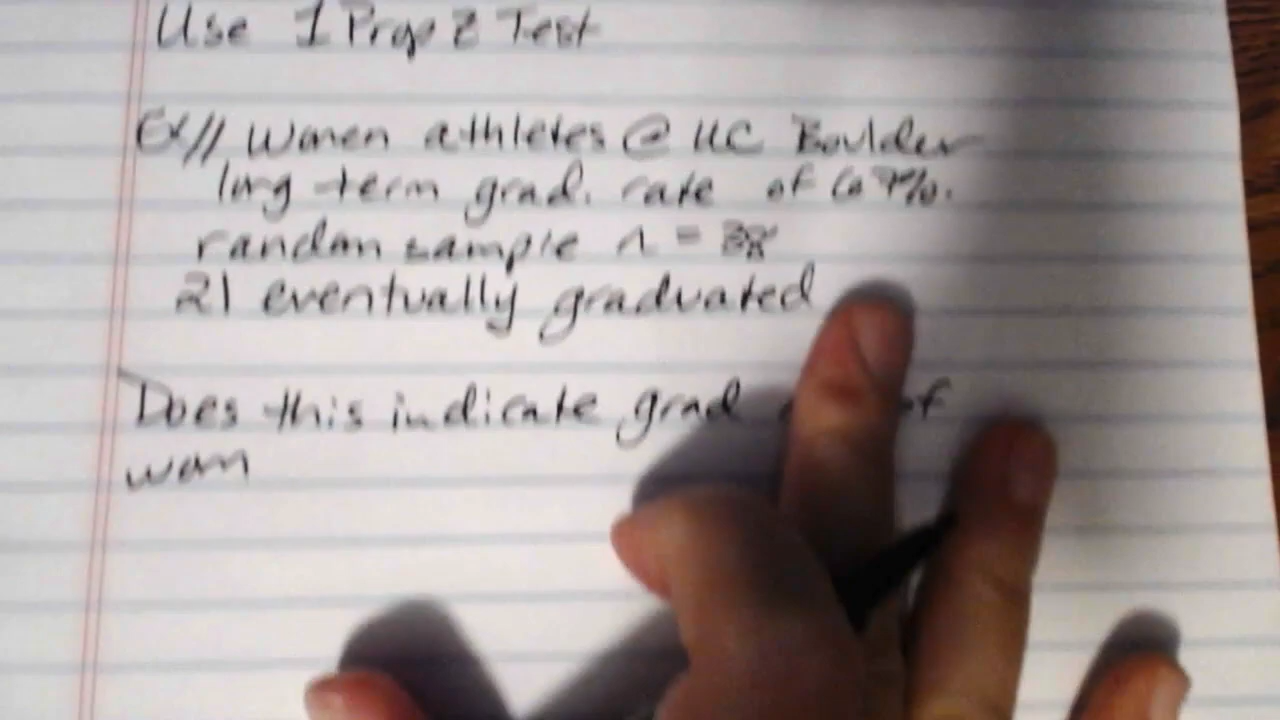 Use 1 Prop Z Test
Ex// Women athletes @ UC Boulder
long-term grad. rate of 67%.
random sample n = 38
21 eventually graduated
Does this indicate grad of
wom